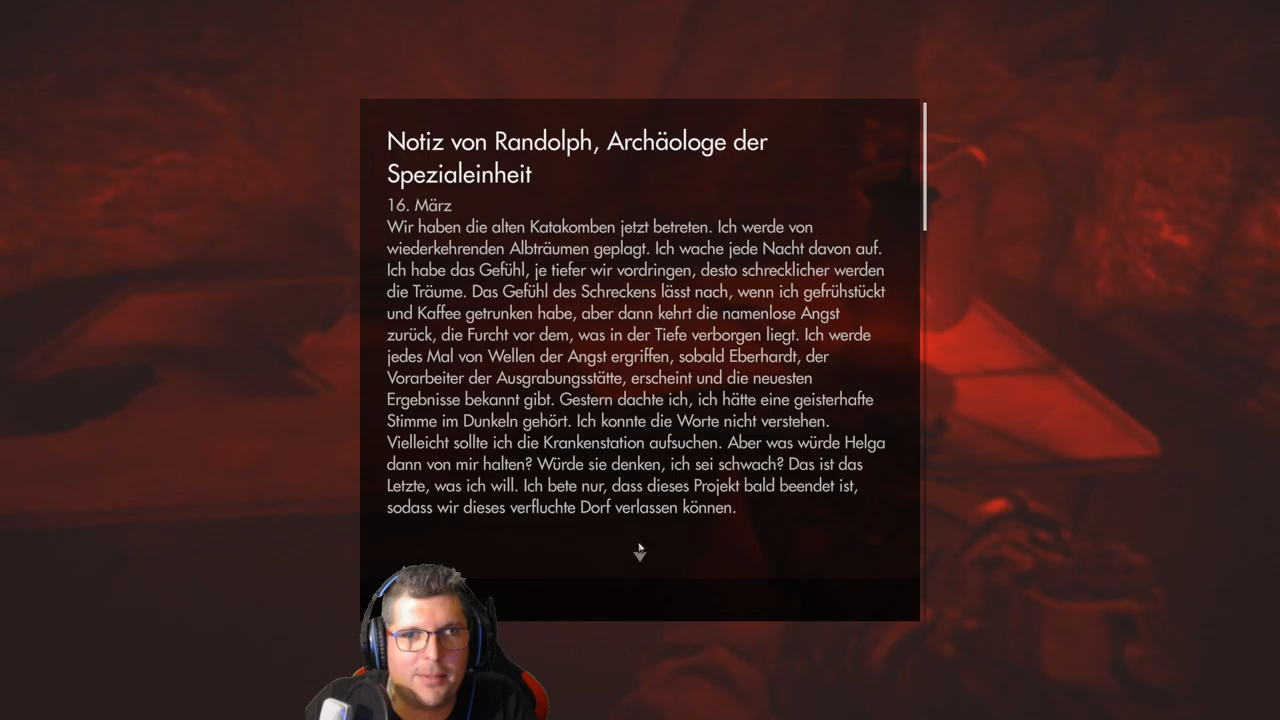 Notiz von Randolph, Archäologe der
Spezialeinheit
16. März
Wir haben die alten Katakomben jetzt betreten. Ich werde von
wiederkehrenden Albträumen geplagt. Ich wache jede Nacht davon auf.
Ich habe das Gefühl, je tiefer wir vordringen, desto schrecklicher werden
die Träume. Das Gefühl des Schreckens lässt nach, wenn ich gefrühstückt
und Kaffee getrunken habe, aber dann kehrt die namenlose Angst
zurück, die Furcht vor dem, was in der Tiefe verborgen liegt. Ich werde
jedes Mal von Wellen der Angst ergriffen, sobald Eberhardt, der
Vorarbeiter der Ausgrabungsstätte, erscheint und die neuesten
Ergebnisse bekannt gibt. Gestern dachte ich, ich hätte eine geisterhafte
Stimme im Dunkeln gehört. Ich konnte die Worte nicht verstehen.
Vielleicht sollte ich die Krankenstation aufsuchen. Aber was würde Helga
dann von mir halten? Würde sie denken, ich sei schwach? Das ist das
Letzte, was ich will. Ich bete nur, dass dieses Projekt bald beendet ist,
sodass wir dieses verfluchte Dorf verlassen können.